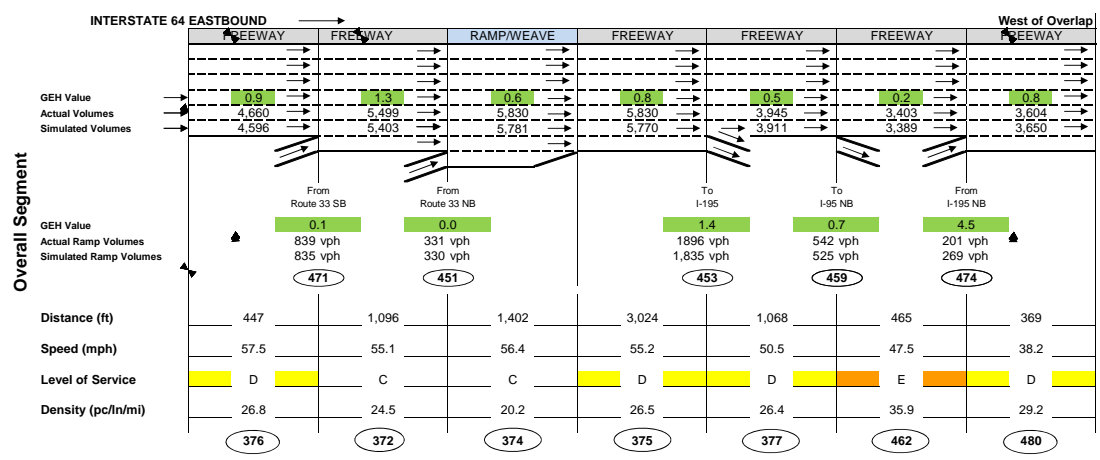 INTERSTATE 64 EASTBOUND West of Overlap
FREEWAY FREEWAY RAMP/WEAVE FREEWAY FREEWAY FREEWAY FREEWAY
GEH Value 0.9 1.3 0.6 0.8 0.5 0.2 0.8
Actual Volumes 4,660 5,499 5,830 5,830 3,945 3,403 3,604
Simulated Volumes 4,596 5,403 5,781 5,770 3,911 3,389 3,650
From From To To From
Route 33 SB Route 33 NB I-195 I-95 NB I-195 NB
GEH Value 0.1 0.0 1.4 0.7 4.5
Actual Ramp Volumes 839 vph 331 vph 1896 vph 542 vph 201 vph
Simulated Ramp Volumes 835 vph 330 vph 1,835 vph 525 vph 269 vph
471 451 453 459 474
Overall Segment
Distance (ft) 447 1,096 1,402 3,024 1,068 465 369
Speed (mph) 57.5 55.1 56.4 55.2 50.5 47.5 38.2
Level of Service D C C D D E D
Density (pc/ln/mi) 26.8 24.5 20.2 26.5 26.4 35.9 29.2
376 372 374 375 377 462 480